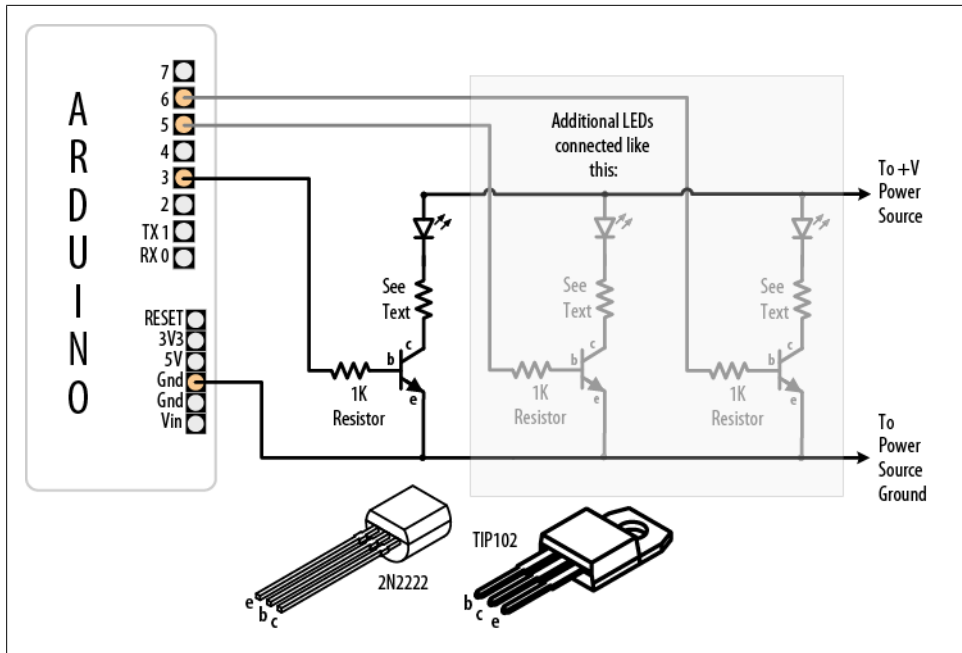 ARDUINO
7
6
5
4
3
2
TX 1
RX 0
RESET
3V3
5V
Gnd
Gnd
Vin
Additional LEDs
connected like
this:
To +V
Power
Source
See
Text
c
b
e
1K
Resistor
See
Text
c
b
e
1K
Resistor
See
Text
c
b
e
1K
Resistor
To
Power
Source
Ground
2N2222
e
b
c
TIP102
b
c
e